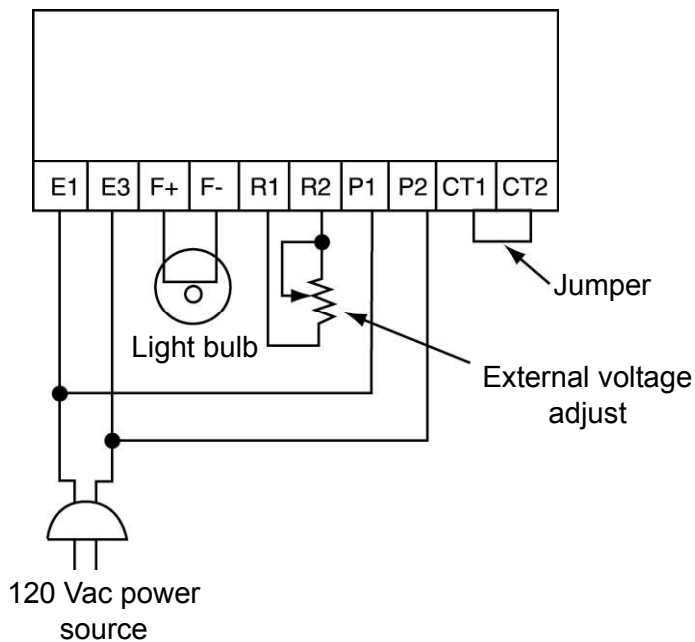 E1 E3 F+ F- R1 R2 P1 P2 CT1 CT2
Jumper
Light bulb
External voltage
adjust
120 Vac power
source